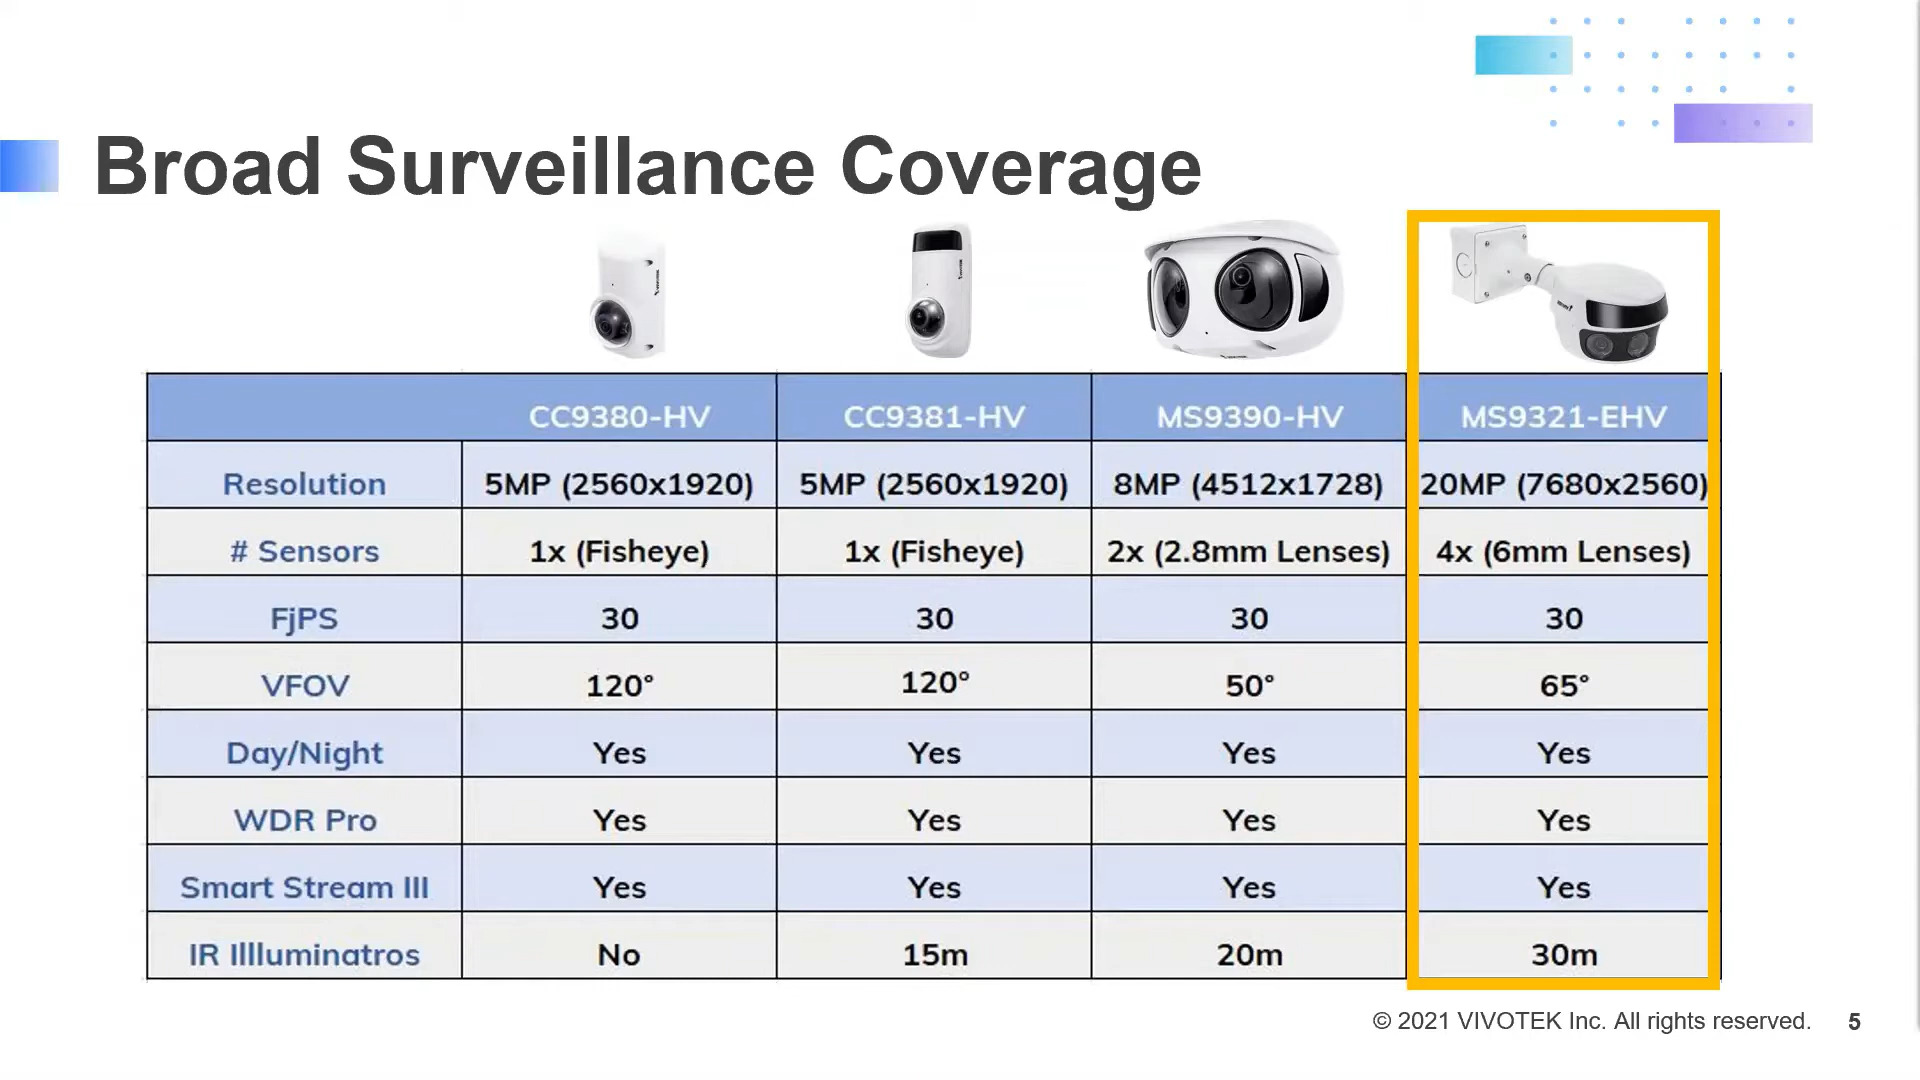 Broad Surveillance Coverage
CC9380-HV CC9381-HV MS9390-HV MS9321-EHV
Resolution 5MP (2560x1920) 5MP (2560x1920) 8MP (4512x1728) 20MP (7680x2560)
# Sensors 1x (Fisheye) 1x (Fisheye) 2x (2.8mm Lenses) 4x (6mm Lenses)
FjPS 30 30 30 30
VFOV 120° 120° 50° 65°
Day/Night Yes Yes Yes Yes
WDR Pro Yes Yes Yes Yes
Smart Stream III Yes Yes Yes Yes
IR Illlluminatros No 15m 20m 30m
© 2021 VIVOTEK Inc. All rights reserved. 5